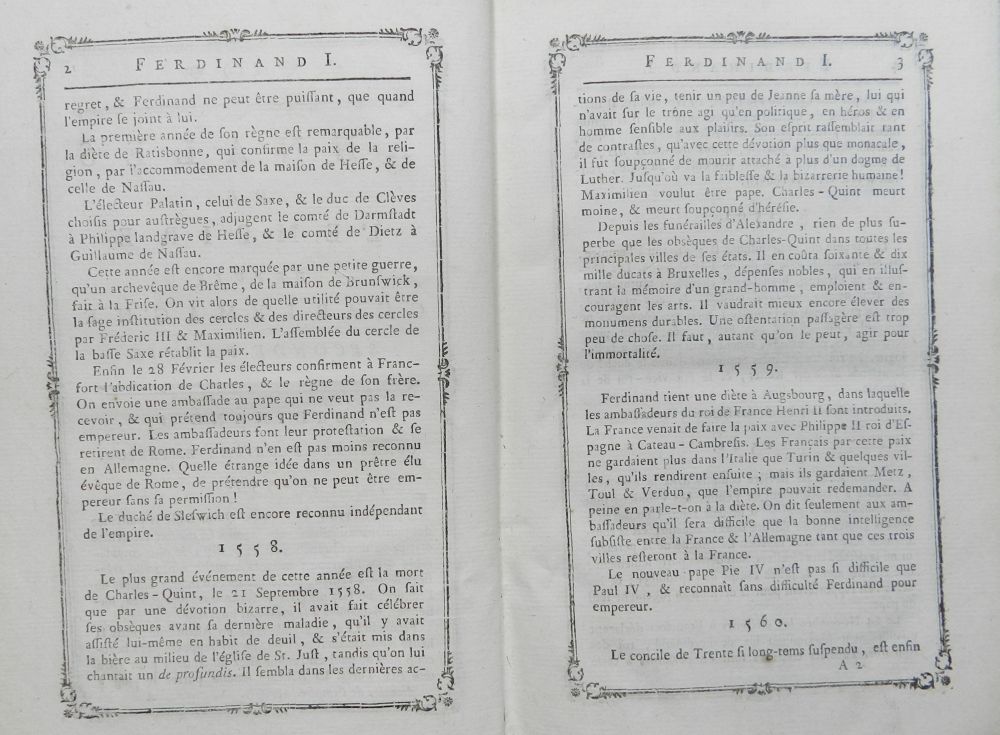 2 FERDINAND I.
regret, & Ferdinand ne peut être puiſſant, que quand
l'empire ſe joint à lui.
La première année de ſon règne eſt remarquable, par
la diète de Ratisbonne, qui confirme la paix de la reli-
gion, par l'accommodement de la maiſon de Heſſe, & de
celle de Naſſau.
L'électeur Palatin, celui de Saxe, & le duc de Clèves
choiſis pour auſtrègues, adjugent le comté de Darmſtadt
à Philippe landgrave de Heſſe, & le comté de Dietz à
Guillaume de Naſſau.
Cette année eſt encore marquée par une petite guerre,
qu'un archevêque de Brême, de la maiſon de Brunſwick,
fait à la Friſe. On vit alors de quelle utilité pouvait être
la ſage inſtitution des cercles & des directeurs des cercles
par Fréderic III & Maximilien. L'aſſemblée du cercle de
la baſſe Saxe rétablit la paix.
Enfin le 28 Février les électeurs confirment à Franc-
fort l'abdication de Charles, & le règne de ſon frère.
On envoie une ambaſſade au pape qui ne veut pas la re-
cevoir, & qui prétend toujours que Ferdinand n'eſt pas
empereur. Les ambaſſadeurs font leur proteſtation & ſe
retirent de Rome. Ferdinand n'en eſt pas moins reconnu
en Allemagne. Quelle étrange idée dans un prêtre élu
évêque de Rome, de prétendre qu'on ne peut être em-
pereur ſans ſa permiſſion !
Le duché de Sleſwich eſt encore reconnu indépendant
de l'empire.
1558.
Le plus grand événement de cette année eſt la mort
de Charles-Quint, le 21 Septembre 1558. On ſait
que par une dévotion bizarre, il avait fait célébrer
ſes obsèques avant ſa dernière maladie, qu'il y avait
aſſiſté lui-même en habit de deuil, & s'était mis dans
la bière au milieu de l'égliſe de St. Juſt, tandis qu'on lui
chantait un de profundis. Il ſembla dans les dernières ac-
FERDINAND I. 3
tions de ſa vie, tenir un peu de Jeanne ſa mère, lui qui
n'avait ſur le trône agi qu'en politique, en héros & en
homme ſenſible aux plaiſirs. Son eſprit raſſemblait tant
de contraſtes, qu'avec cette dévotion plus que monacale,
il fut ſoupçonné de mourir attaché à plus d'un dogme de
Luther. Juſqu'où va la faibleſſe & la bizarrerie humaine !
Maximilien voulut être pape. Charles-Quint meurt
moine, & meurt ſoupçonné d'héréſie.
Depuis les funérailles d'Alexandre, rien de plus ſu-
perbe que les obsèques de Charles-Quint dans toutes les
principales villes de ſes états. Il en coûta ſoixante & dix
mille ducats à Bruxelles, dépenſes nobles, qui en illuſ-
trant la mémoire d'un grand-homme, emploient & en-
couragent les arts. Il vaudrait mieux encore élever des
monumens durables. Une oſtentation paſſagère eſt trop
peu de choſe. Il faut, autant qu'on le peut, agir pour
l'immortalité.
1559.
Ferdinand tient une diète à Augsbourg, dans laquelle
les ambaſſadeurs du roi de France Henri II ſont introduits.
La France venait de faire la paix avec Philippe II roi d'Eſ-
pagne à Cateau-Cambreſis. Les Français par cette paix
ne gardaient plus dans l'Italie que Turin & quelques vil-
les, qu'ils rendirent enſuite ; mais ils gardaient Metz,
Toul & Verdun, que l'empire pouvait redemander. A
peine en parle-t-on à la diète. On dit ſeulement aux am-
baſſadeurs qu'il ſera difficile que la bonne intelligence
ſubſiſte entre la France & l'Allemagne tant que ces trois
villes reſteront à la France.
Le nouveau pape Pie IV n'eſt pas ſi difficile que
Paul IV, & reconnaît ſans difficulté Ferdinand pour
empereur.
1560.
Le concile de Trente ſi long-tems ſuſpendu, eſt enfin
A 2